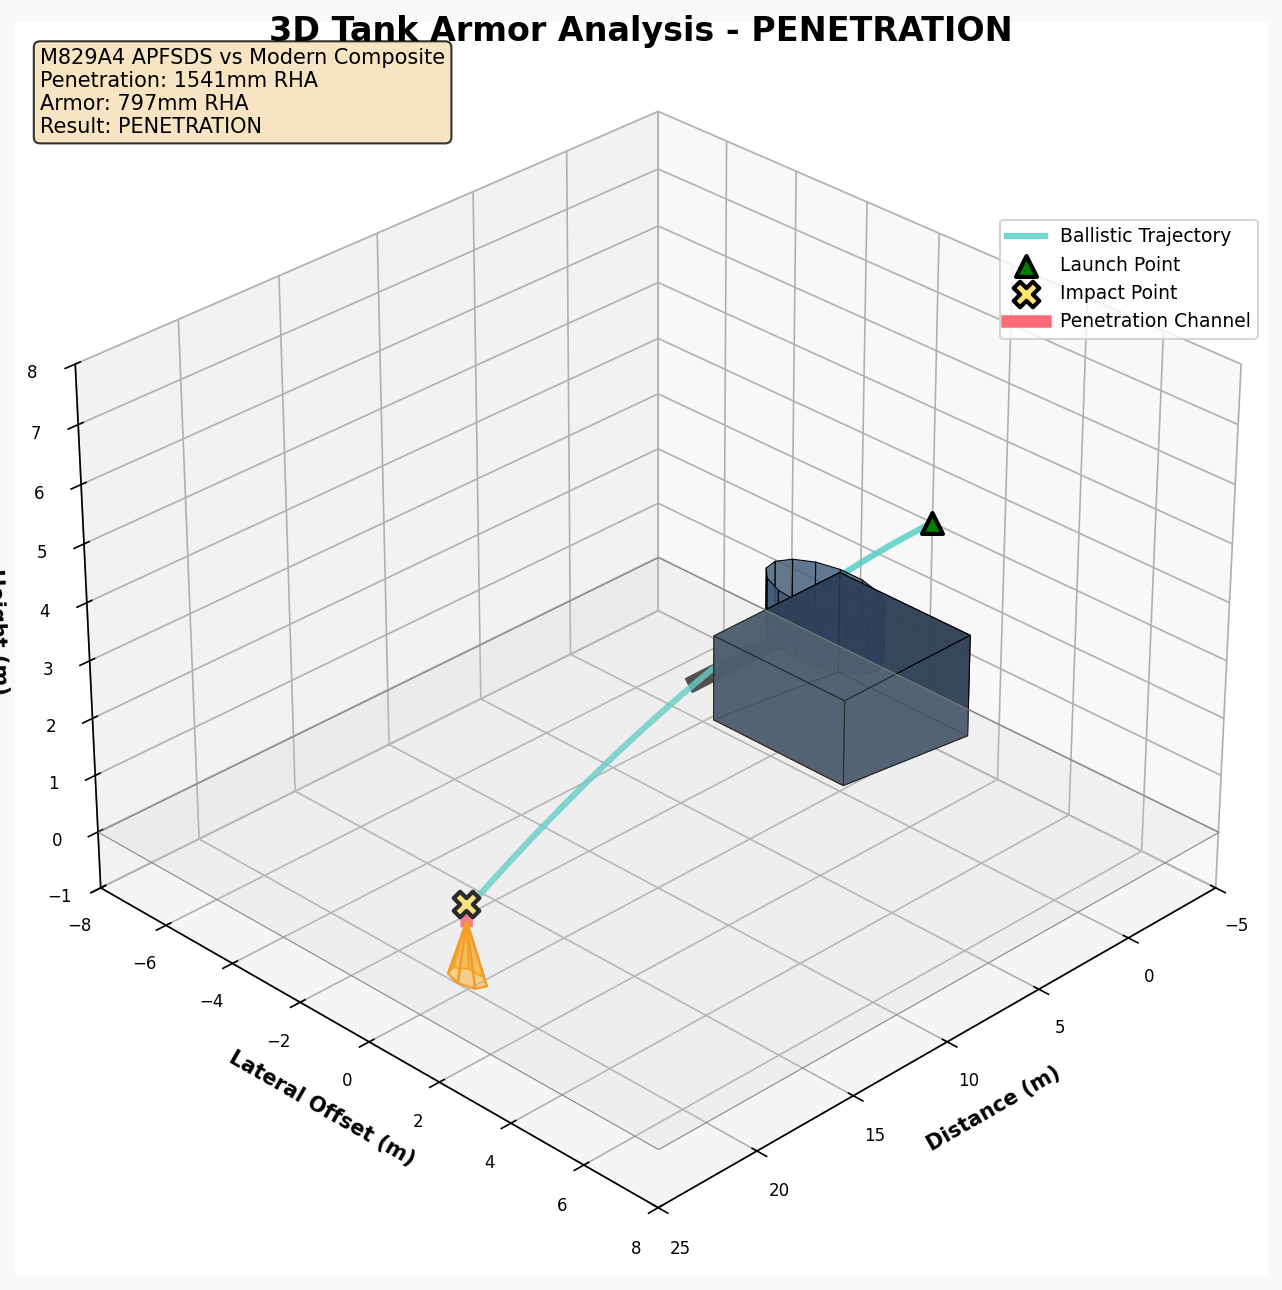 3D Tank Armor Analysis - PENETRATION
M829A4 APFSDS vs Modern Composite
Penetration: 1541mm RHA
Armor: 797mm RHA
Result: PENETRATION
Ballistic Trajectory
Launch Point
Impact Point
Penetration Channel
8
7
6
5
4
3
2
1
0
−1
−8
−6
−4
−2
0
2
4
6
8
Lateral Offset (m)
−5
0
5
10
15
20
25
Distance (m)